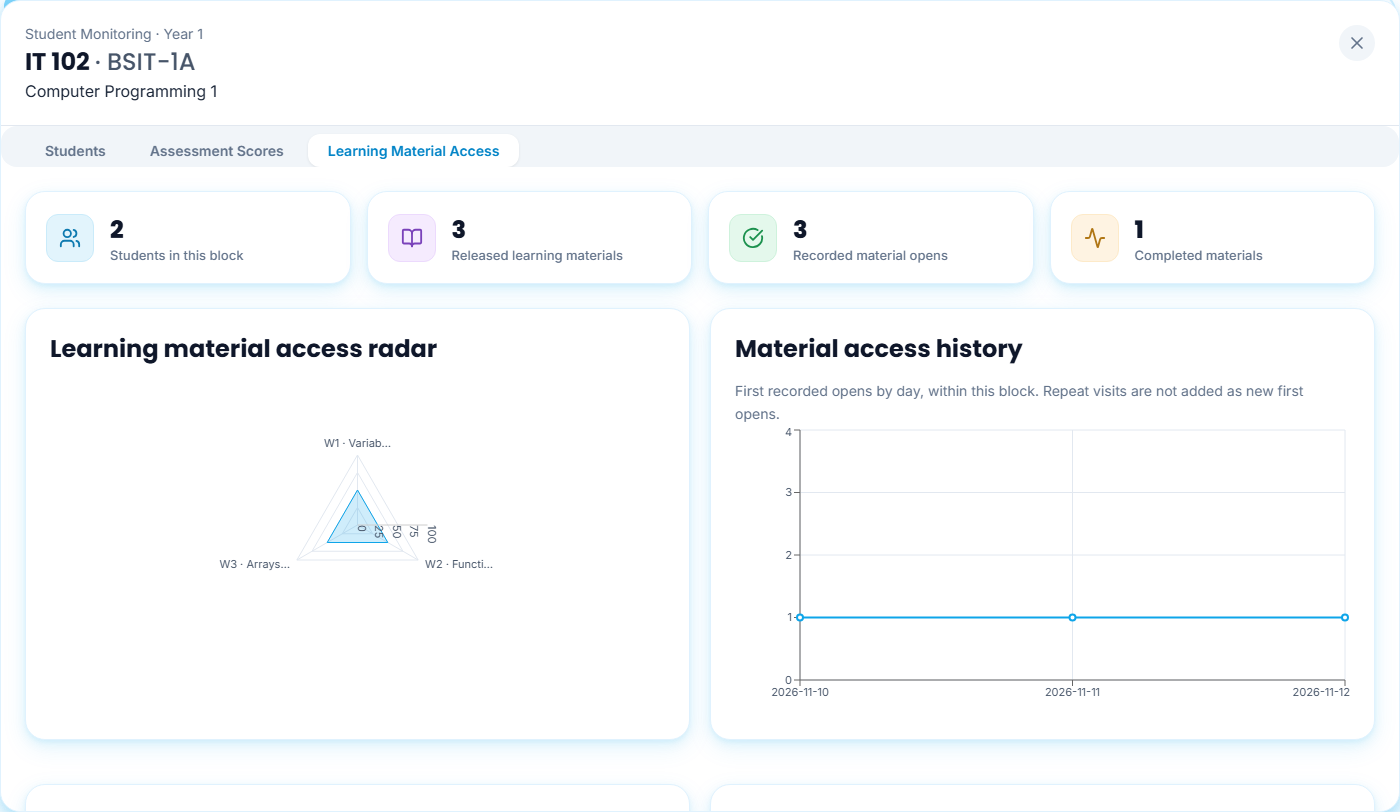 Student Monitoring · Year 1
IT 102 · BSIT-1A
Computer Programming 1
Students
Assessment Scores
Learning Material Access
2
Students in this block
3
Released learning materials
3
Recorded material opens
1
Completed materials
Learning material access radar
W1 · Variab...
0
25
50
75
100
W3 · Arrays...
W2 · Functi...
Material access history
First recorded opens by day, within this block. Repeat visits are not added as new first
opens.
4
3
2
1
0
2026-11-10
2026-11-11
2026-11-12